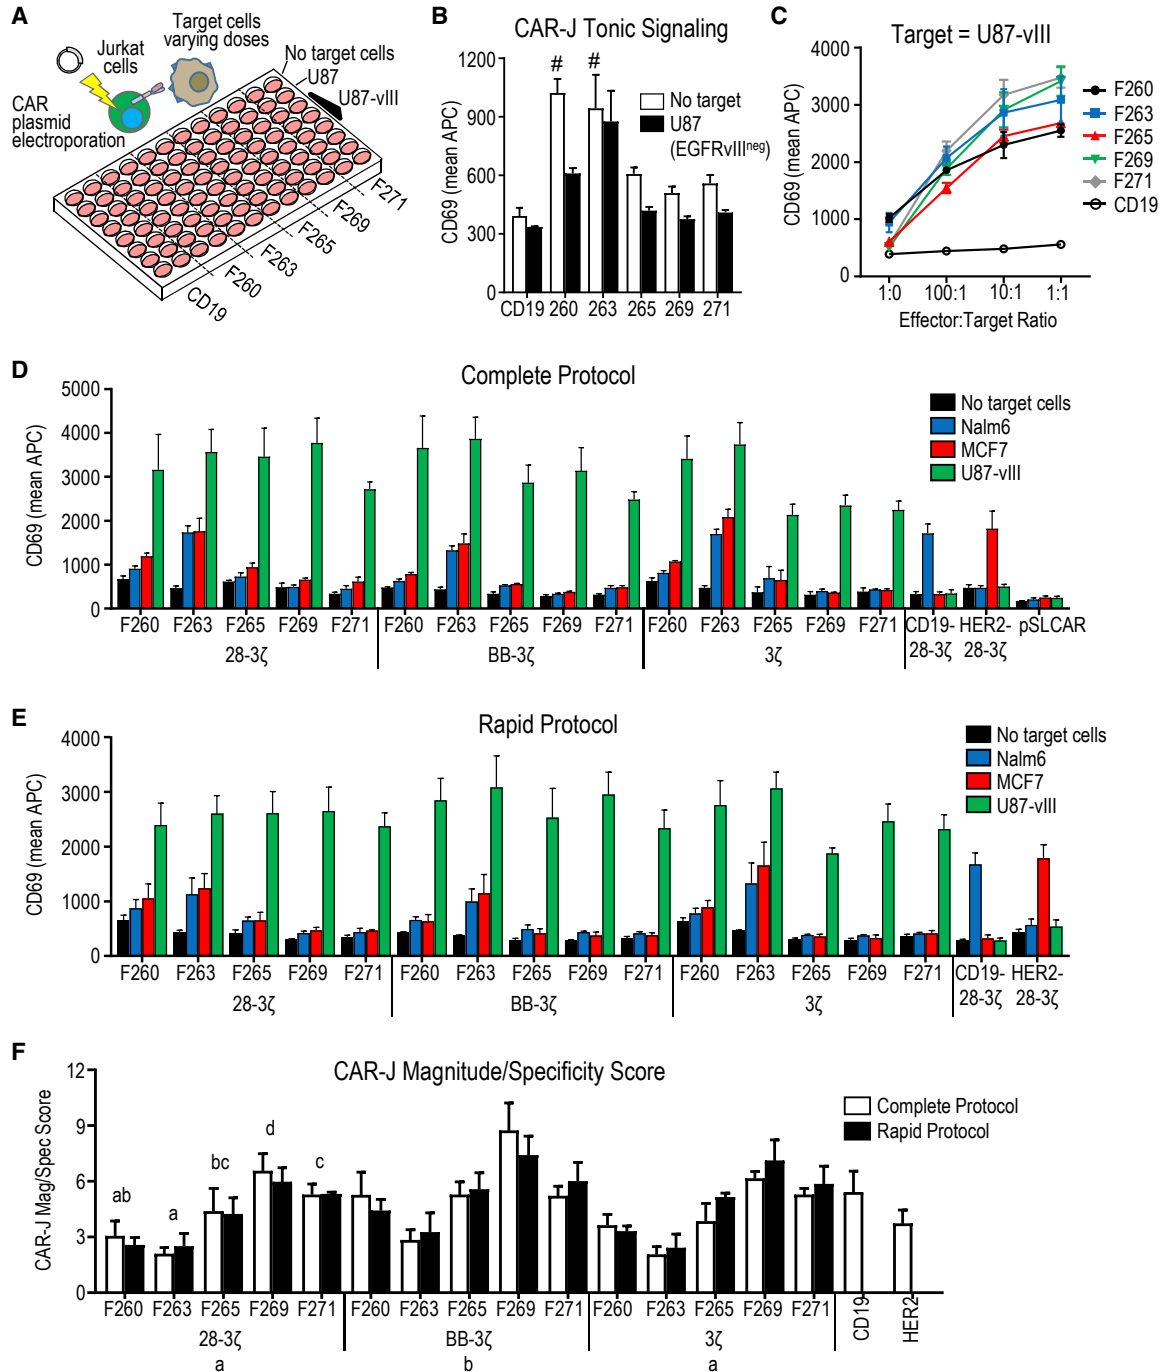 A
Target cells
varying doses
Jurkat
cells
No target cells
U87
U87-vIII
CAR
plasmid
electroporation
F271
F269
F265
F263
F260
CD19
B
CAR-J Tonic Signaling
CD69 (mean APC)
1200
900
600
300
0
# #
No target
U87
(EGFRvIIIneg)
CD19 260 263 265 269 271
C
Target = U87-vIII
CD69 (mean APC)
4000
3000
2000
1000
0
1:0 100:1 10:1 1:1
Effector:Target Ratio
F260
F263
F265
F269
F271
CD19
D
Complete Protocol
CD69 (mean APC)
5000
4000
3000
2000
1000
0
No target cells
Nalm6
MCF7
U87-vIII
F260 F263 F265 F269 F271 F260 F263 F265 F269 F271 F260 F263 F265 F269 F271 CD19- HER2- pSLCAR
28-3ζ BB-3ζ 3ζ 28-3ζ 28-3ζ
E
Rapid Protocol
CD69 (mean APC)
4000
3000
2000
1000
0
No target cells
Nalm6
MCF7
U87-vIII
F260 F263 F265 F269 F271 F260 F263 F265 F269 F271 F260 F263 F265 F269 F271 CD19- HER2-
28-3ζ BB-3ζ 3ζ 28-3ζ 28-3ζ
F
CAR-J Magnitude/Specificity Score
CAR-J Mag/Spec Score
12
9
6
3
0
Complete Protocol
Rapid Protocol
ab a bc d c
F260 F263 F265 F269 F271 F260 F263 F265 F269 F271 F260 F263 F265 F269 F271 CD19 HER2
28-3ζ BB-3ζ 3ζ
a b a